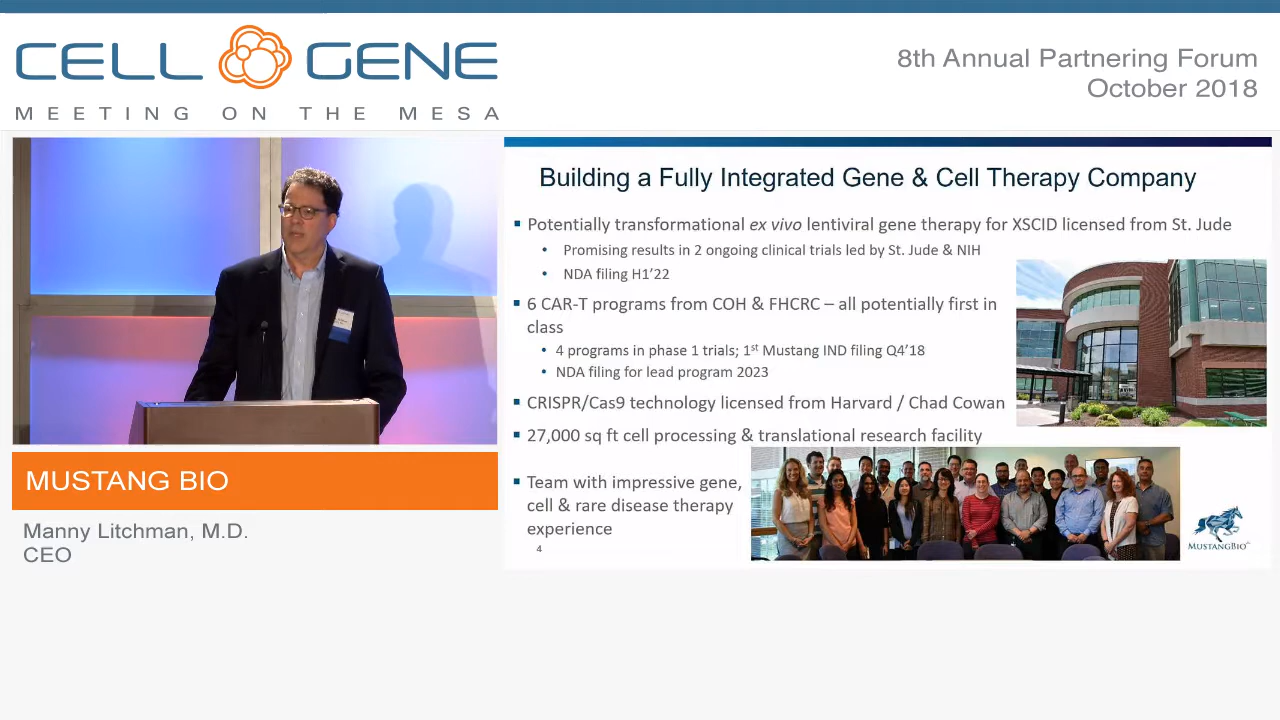 CELL GENE
MEETING ON THE MESA
8th Annual Partnering Forum
October 2018
MUSTANG BIO
Manny Litchman, M.D.
CEO
Building a Fully Integrated Gene & Cell Therapy Company
▪ Potentially transformational ex vivo lentiviral gene therapy for XSCID licensed from St. Jude
• Promising results in 2 ongoing clinical trials led by St. Jude & NIH
• NDA filing H1'22
▪ 6 CAR-T programs from COH & FHCRC – all potentially first in
class
• 4 programs in phase 1 trials; 1st Mustang IND filing Q4'18
• NDA filing for lead program 2023
▪ CRISPR/Cas9 technology licensed from Harvard / Chad Cowan
▪ 27,000 sq ft cell processing & translational research facility
▪ Team with impressive gene,
cell & rare disease therapy
experience
4
MUSTANGBIO